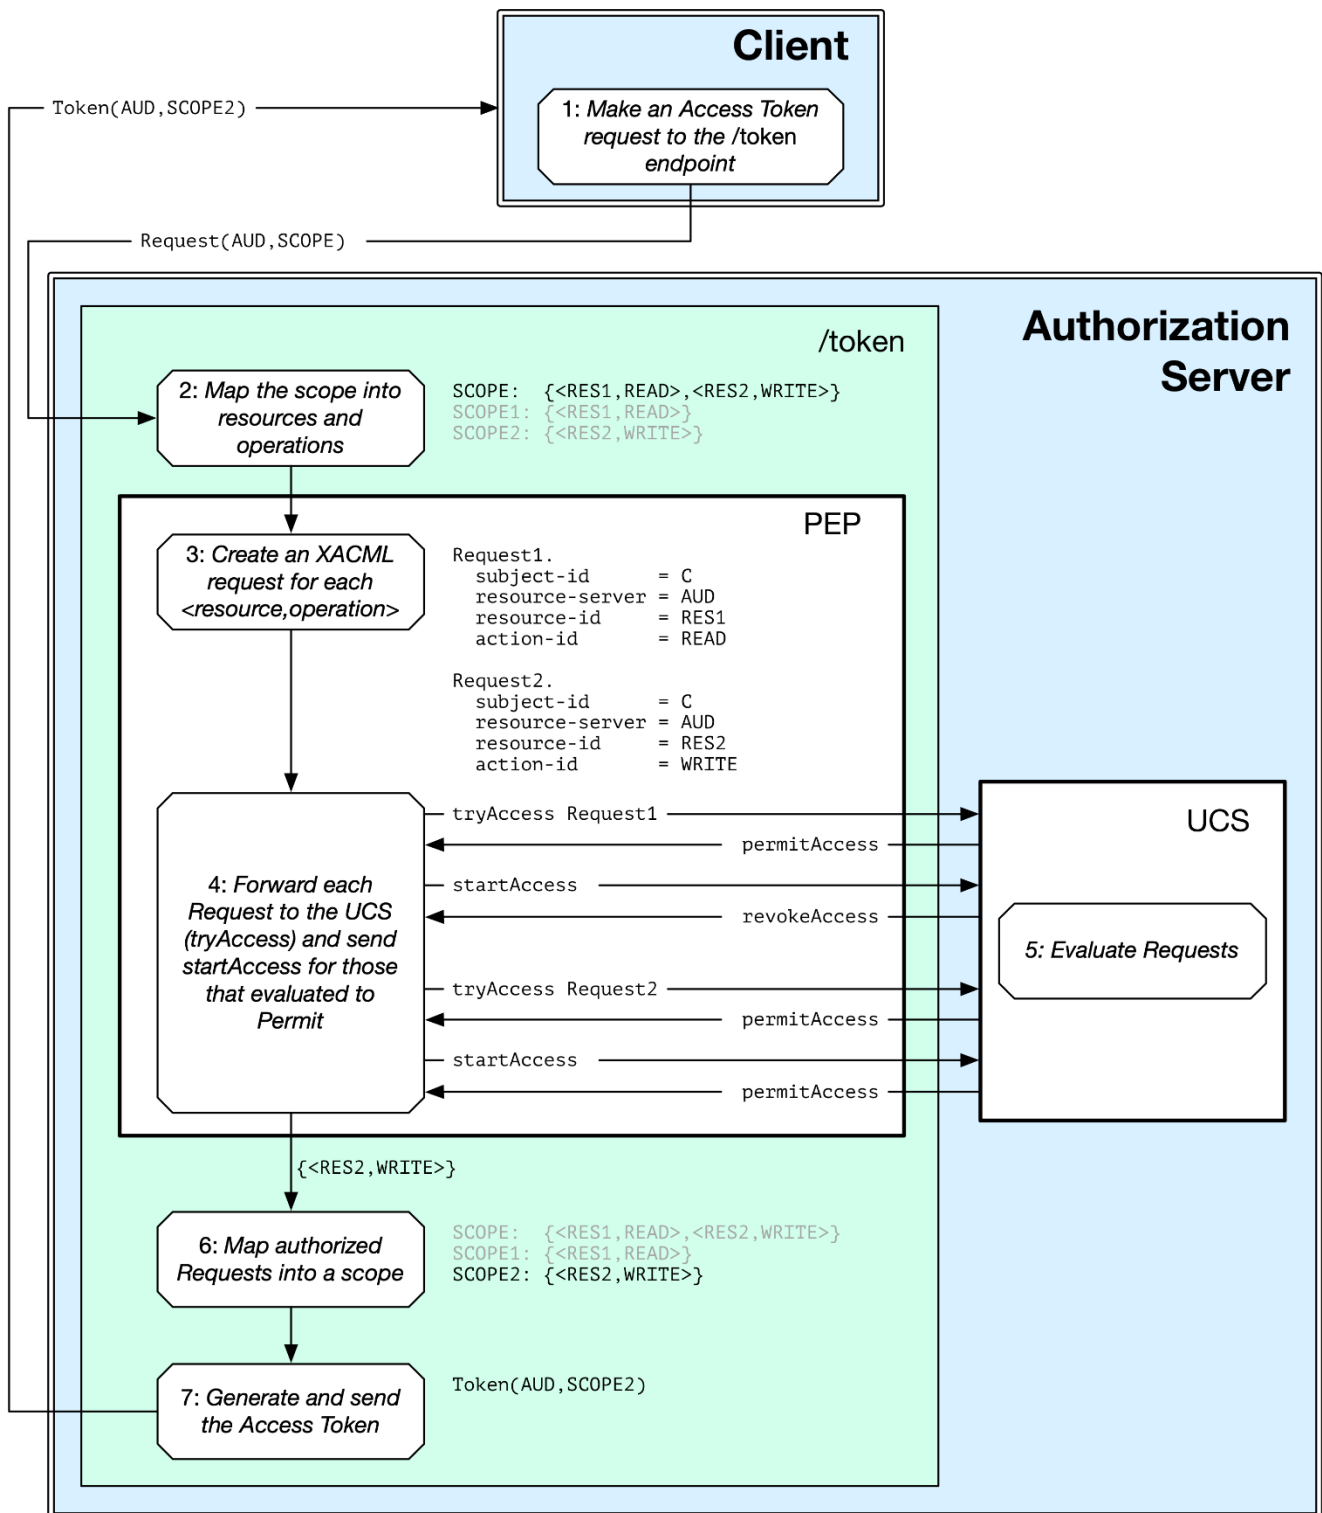 Client
1: Make an Access Token
request to the /token
endpoint
Token(AUD,SCOPE2)
Request(AUD,SCOPE)
Authorization
Server
/token
2: Map the scope into
resources and
operations
SCOPE:  {<RES1,READ>,<RES2,WRITE>}
SCOPE1: {<RES1,READ>}
SCOPE2: {<RES2,WRITE>}
PEP
3: Create an XACML
request for each
<resource,operation>
Request1.
  subject-id      = C
  resource-server = AUD
  resource-id     = RES1
  action-id       = READ
Request2.
  subject-id      = C
  resource-server = AUD
  resource-id     = RES2
  action-id       = WRITE
4: Forward each
Request to the UCS
(tryAccess) and send
startAccess for those
that evaluated to
Permit
tryAccess Request1
permitAccess
startAccess
revokeAccess
tryAccess Request2
permitAccess
startAccess
permitAccess
UCS
5: Evaluate Requests
{<RES2,WRITE>}
6: Map authorized
Requests into a scope
SCOPE:  {<RES1,READ>,<RES2,WRITE>}
SCOPE1: {<RES1,READ>}
SCOPE2: {<RES2,WRITE>}
7: Generate and send
the Access Token
Token(AUD,SCOPE2)